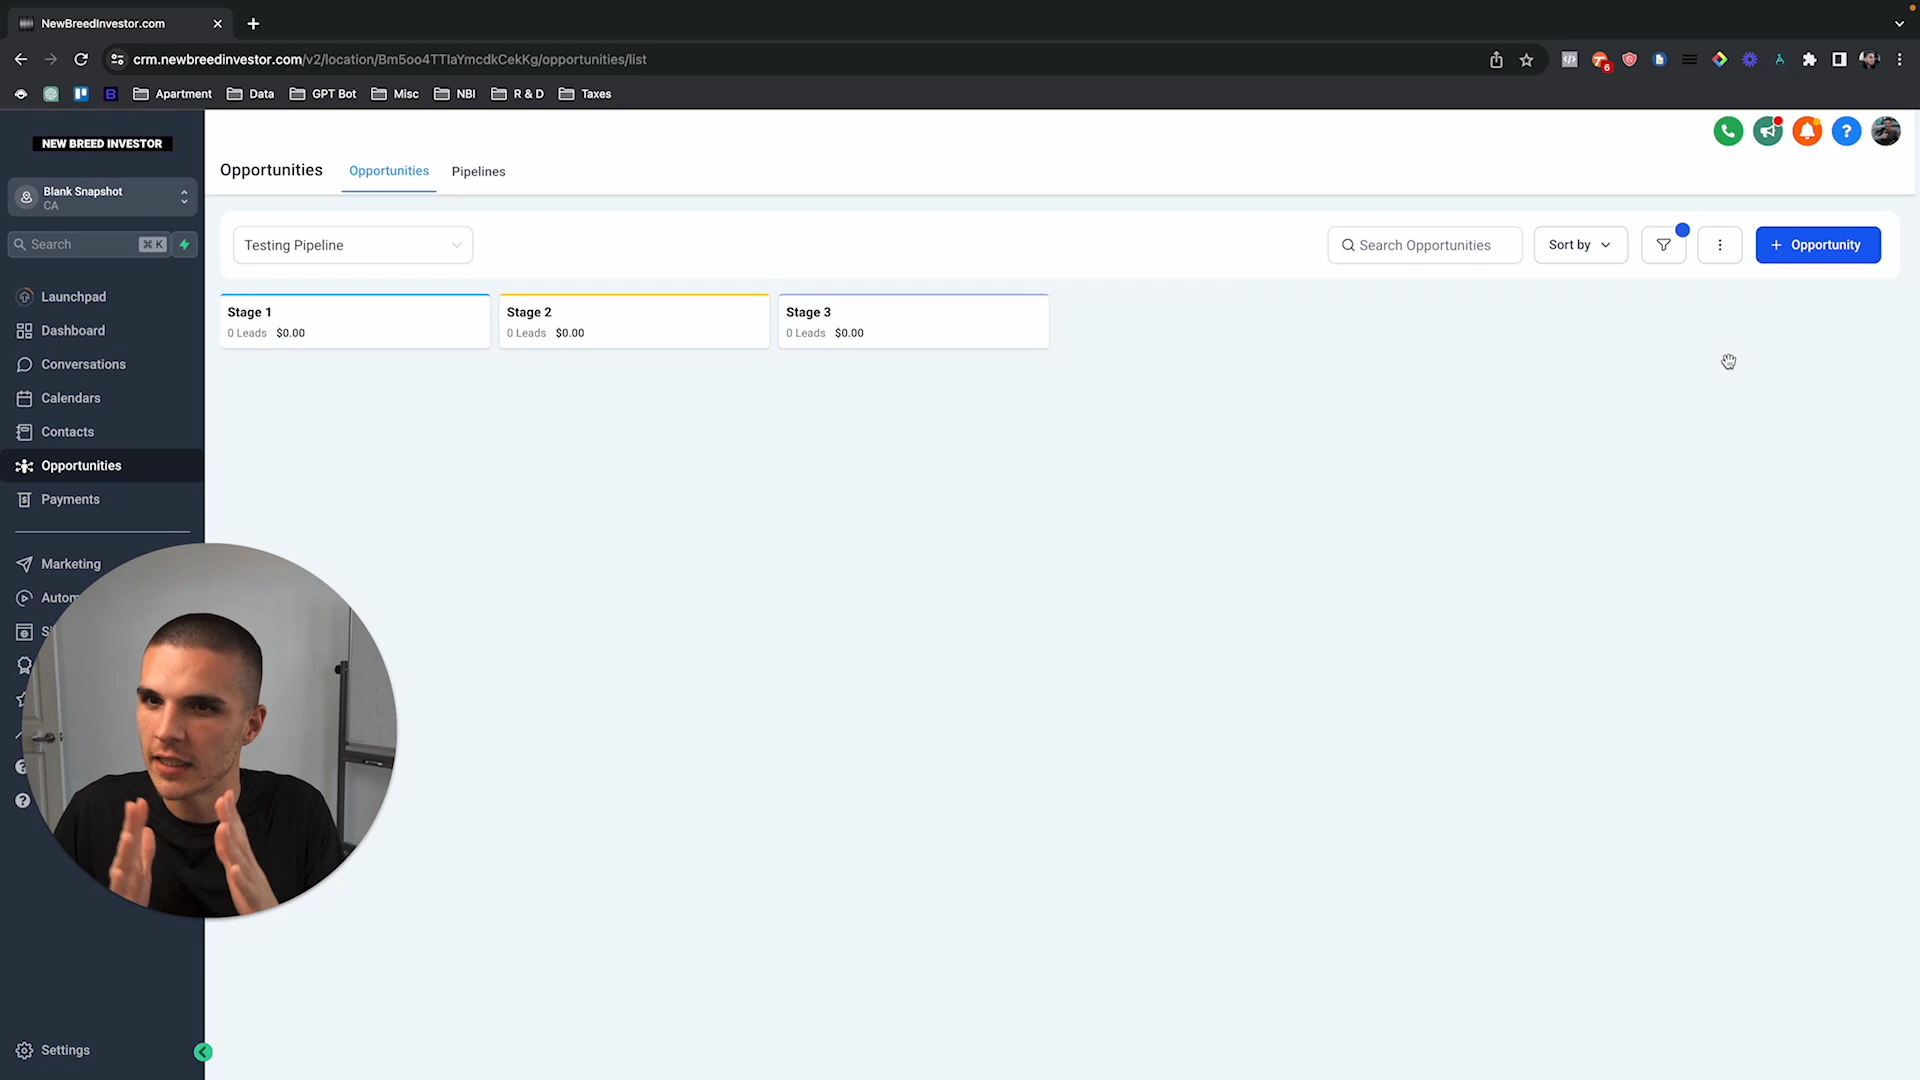 NewBreedInvestor.com
crm.newbreedinvestor.com/v2/location/Bm5oo4TTIaYmcdkCekKg/opportunities/list
6
B
Apartment
Data
GPT Bot
Misc
NBI
R & D
Taxes
NEW BREED INVESTOR
Blank Snapshot
CA
Search
⌘ K
Launchpad
Dashboard
Conversations
Calendars
Contacts
Opportunities
Payments
Marketing
Autom
Si
Settings
Opportunities
Opportunities
Pipelines
?
Testing Pipeline
Search Opportunities
Sort by
+ Opportunity
Stage 1
0 Leads $0.00
Stage 2
0 Leads $0.00
Stage 3
0 Leads $0.00